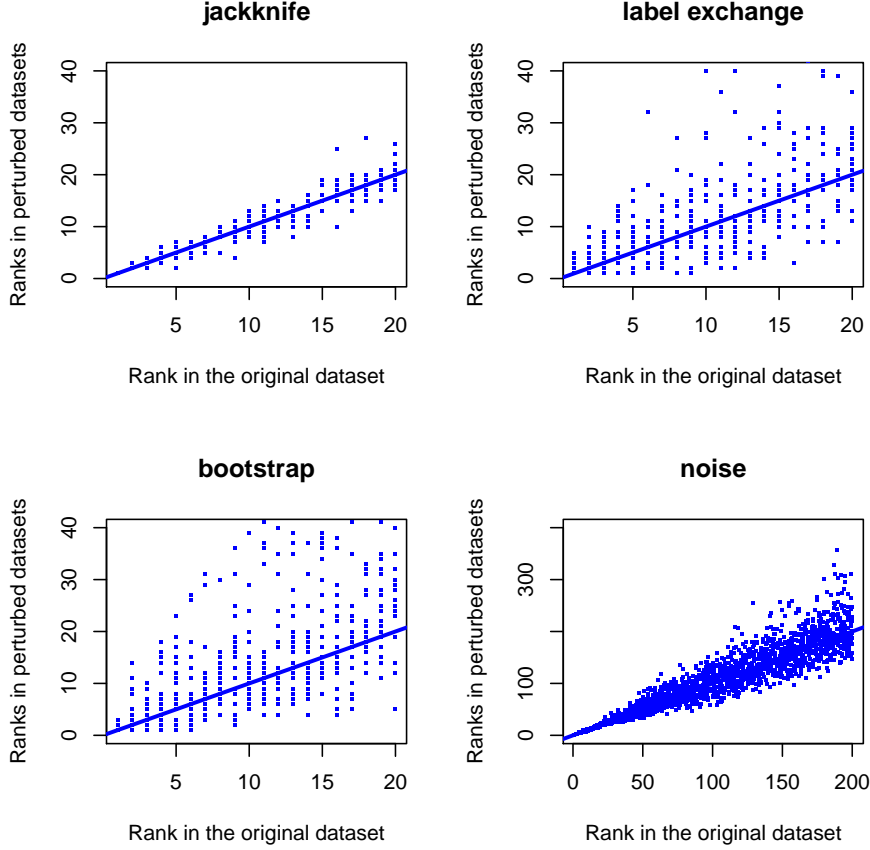 jackknife
Ranks in perturbed datasets
0
10
20
30
40
5
10
15
20
Rank in the original dataset
label exchange
Ranks in perturbed datasets
0
10
20
30
40
5
10
15
20
Rank in the original dataset
bootstrap
Ranks in perturbed datasets
0
10
20
30
40
5
10
15
20
Rank in the original dataset
noise
Ranks in perturbed datasets
0
100
300
0
50
100
150
200
Rank in the original dataset